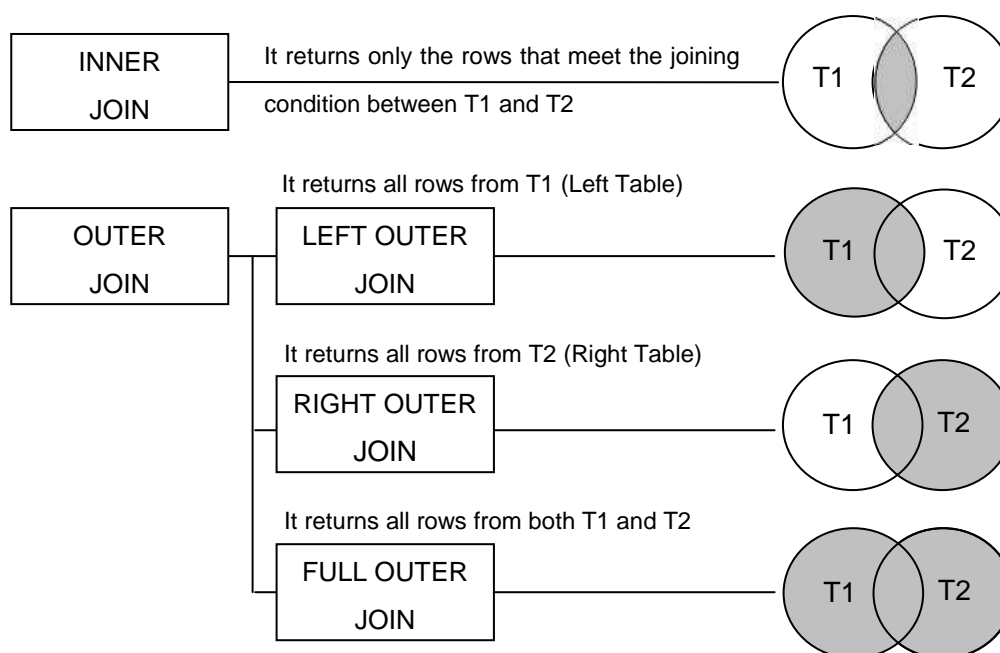 INNER
JOIN
It returns only the rows that meet the joining
condition between T1 and T2
T1
T2
It returns all rows from T1 (Left Table)
OUTER
JOIN
LEFT OUTER
JOIN
T1
T2
It returns all rows from T2 (Right Table)
RIGHT OUTER
JOIN
T1
T2
It returns all rows from both T1 and T2
FULL OUTER
JOIN
T1
T2